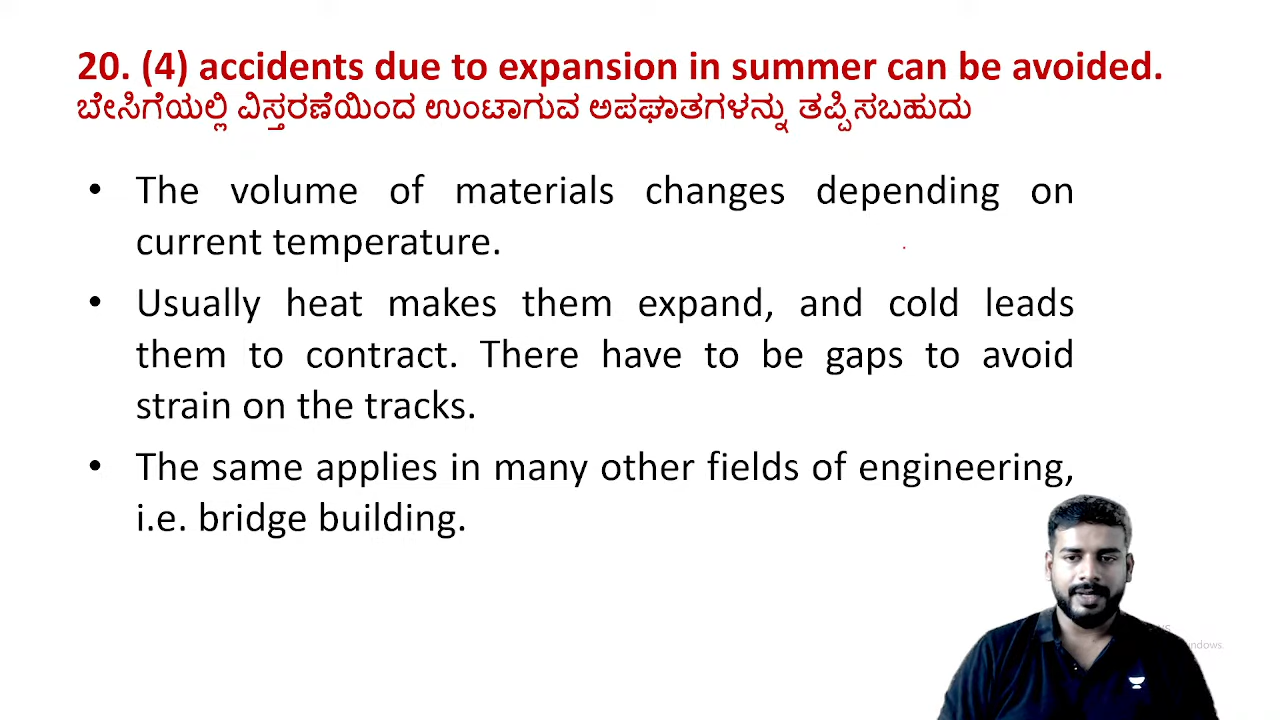 20. (4) accidents due to expansion in summer can be avoided.
ಬೇಸಿಗೆಯಲ್ಲಿ ವಿಸ್ತರಣೆಯಿಂದ ಉಂಟಾಗುವ ಅಪಘಾತಗಳನ್ನು ತಪ್ಪಿಸಬಹುದು
• The volume of materials changes depending on
current temperature.
• Usually heat makes them expand, and cold leads
them to contract. There have to be gaps to avoid
strain on the tracks.
• The same applies in many other fields of engineering,
i.e. bridge building.